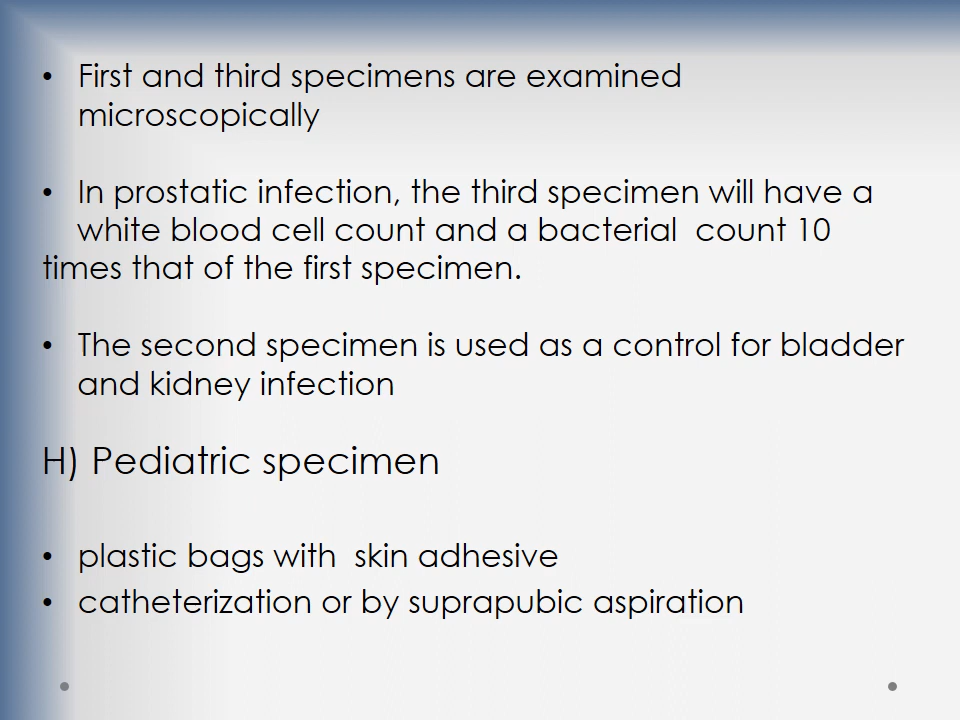 • First and third specimens are examined
microscopically
• In prostatic infection, the third specimen will have a
white blood cell count and a bacterial  count 10
times that of the first specimen.
• The second specimen is used as a control for bladder
and kidney infection
H) Pediatric specimen
• plastic bags with  skin adhesive
• catheterization or by suprapubic aspiration